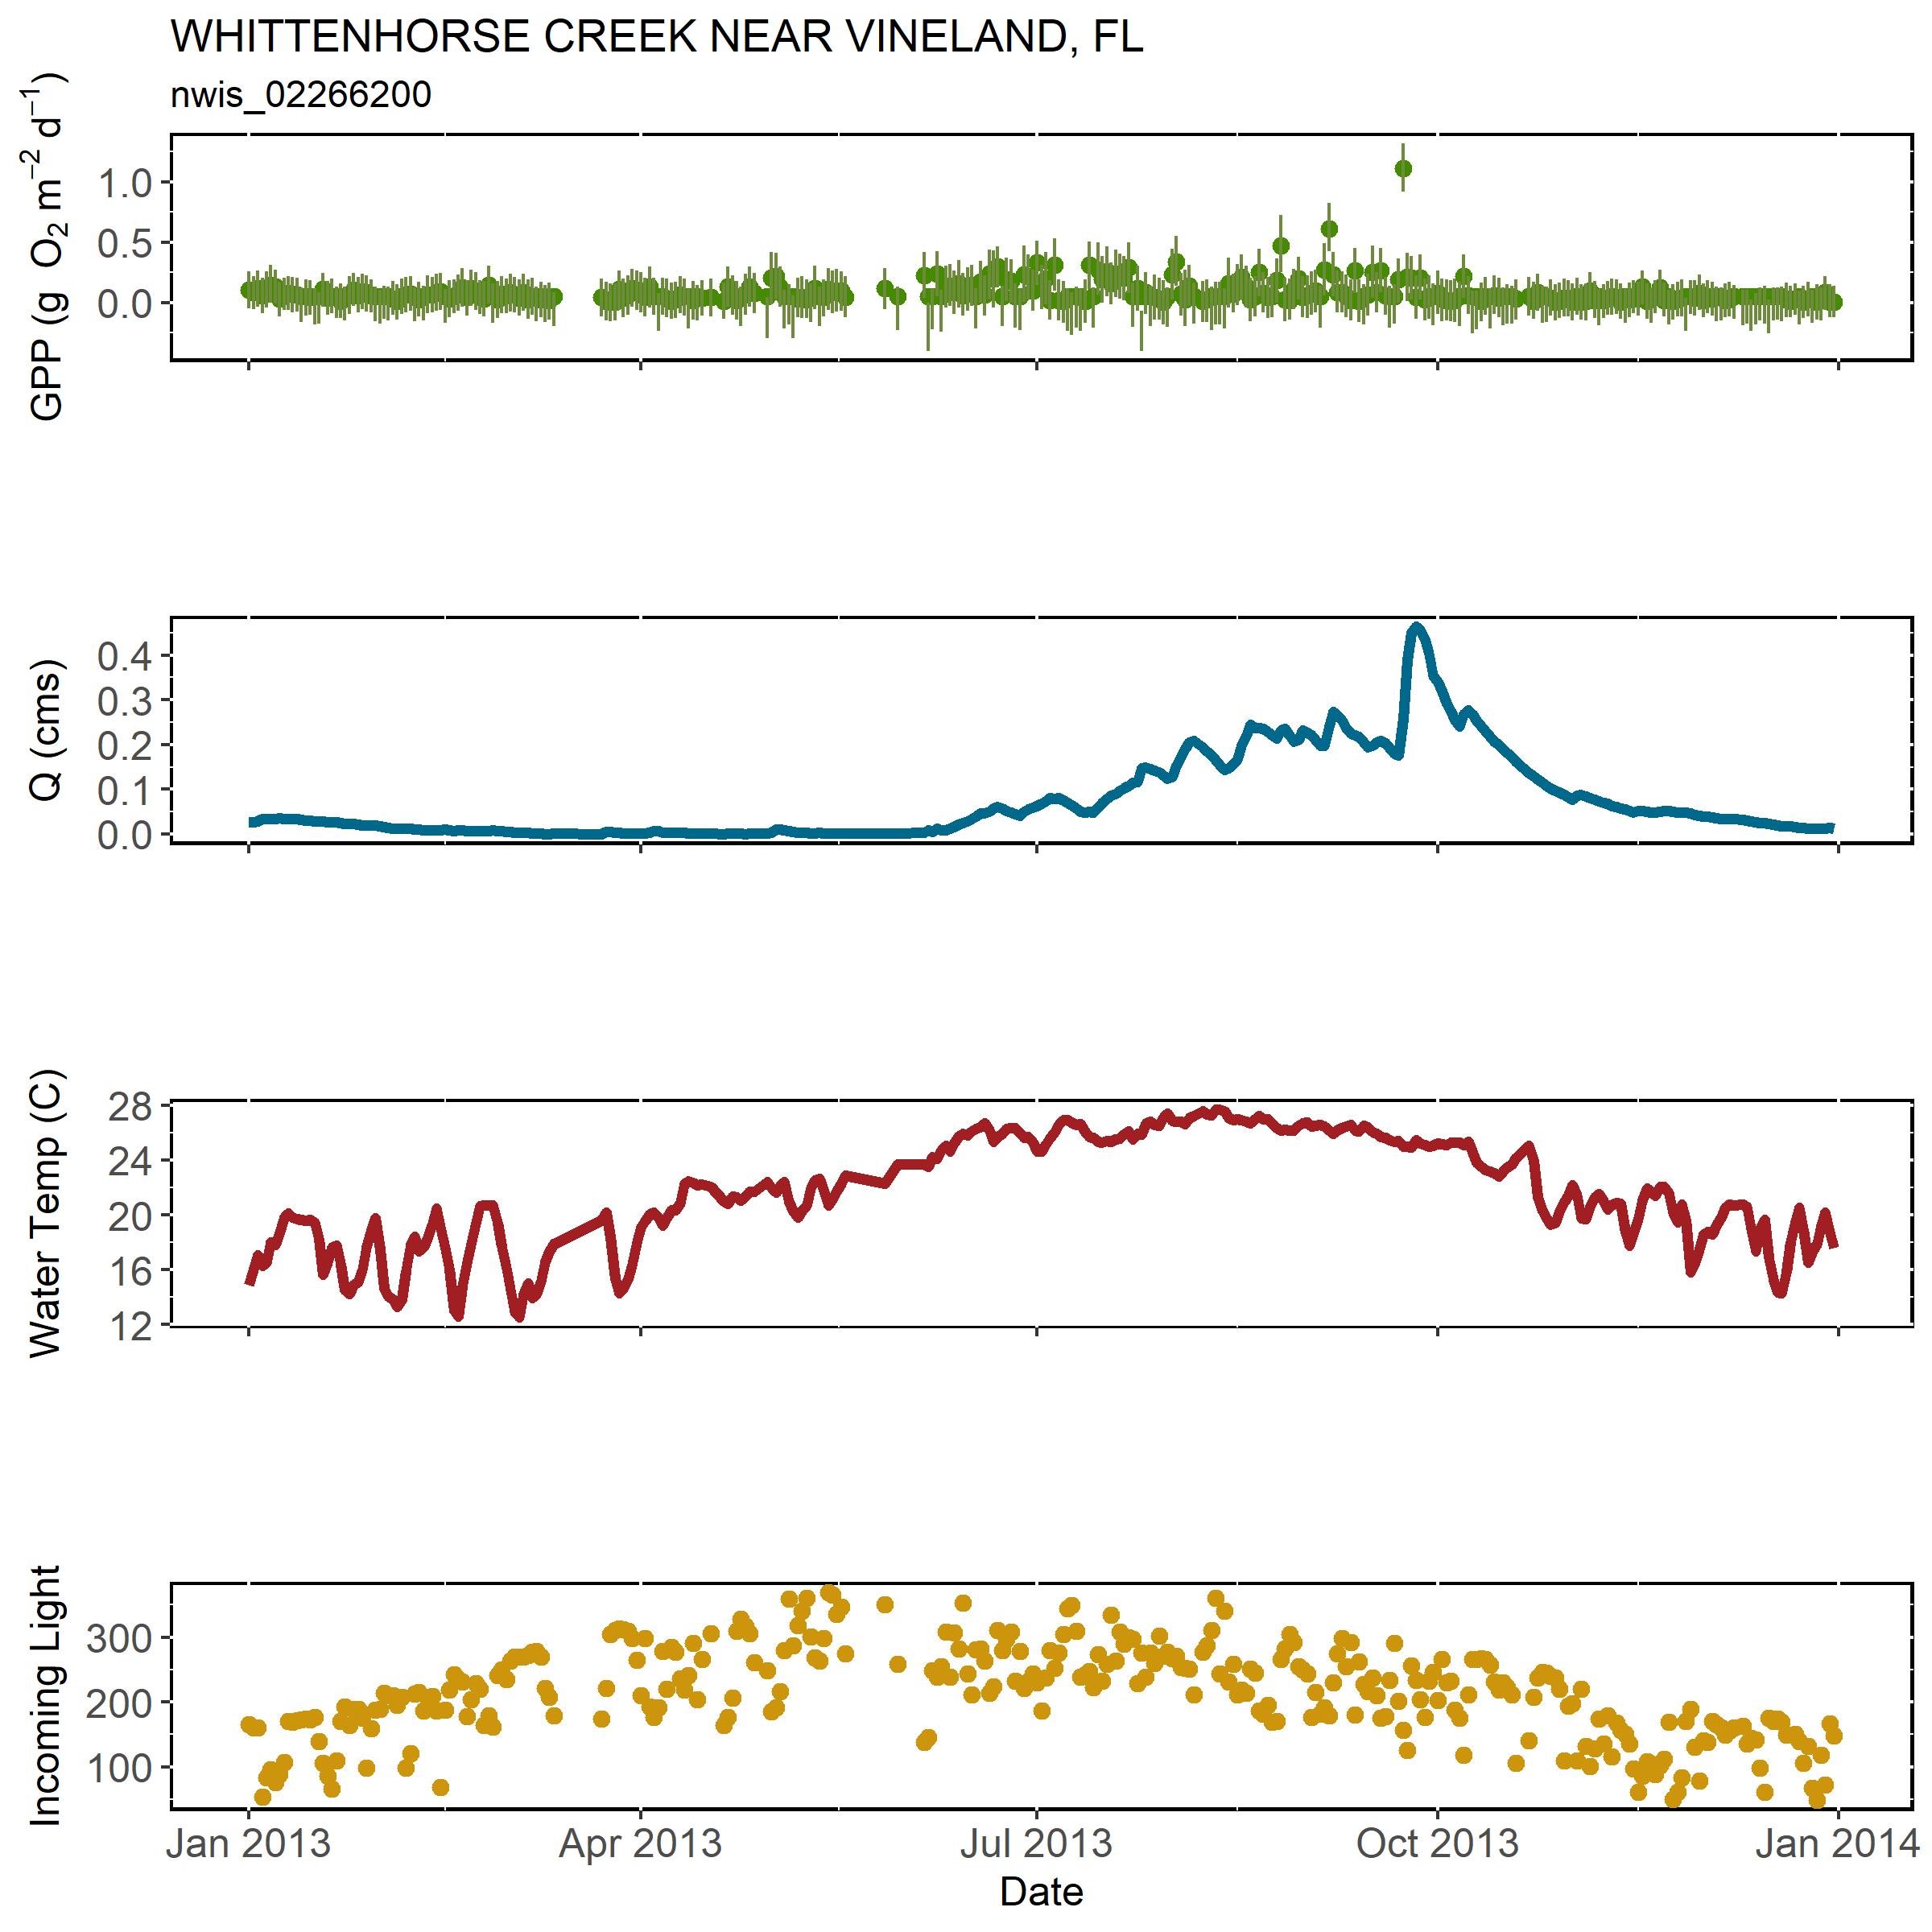 WHITTENHORSE CREEK NEAR VINELAND, FL
nwis_02266200
GPP (g O₂ m⁻² d⁻¹)
1.0
0.5
0.0
Q (cms)
0.4
0.3
0.2
0.1
0.0
Water Temp (C)
28
24
20
16
12
Incoming Light
300
200
100
Jan 2013 Apr 2013 Jul 2013 Oct 2013 Jan 2014
Date